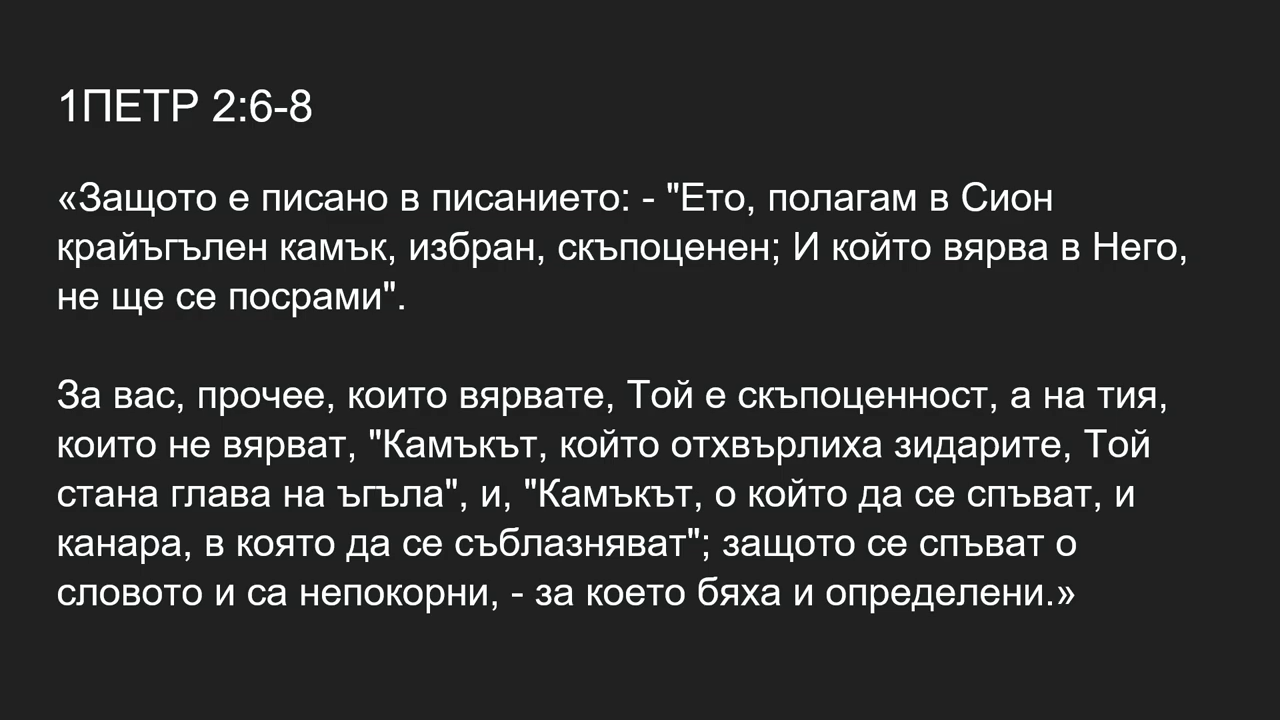 1ПЕТР 2:6-8
«Защото е писано в писанието: - "Ето, полагам в Сион
крайъгълен камък, избран, скъпоценен; И който вярва в Него,
не ще се посрами".
За вас, прочее, които вярвате, Той е скъпоценност, а на тия,
които не вярват, "Камъкът, който отхвърлиха зидарите, Той
стана глава на ъгъла", и, "Камъкът, о който да се спъват, и
канара, в която да се съблазняват"; защото се спъват о
словото и са непокорни, - за което бяха и определени.»